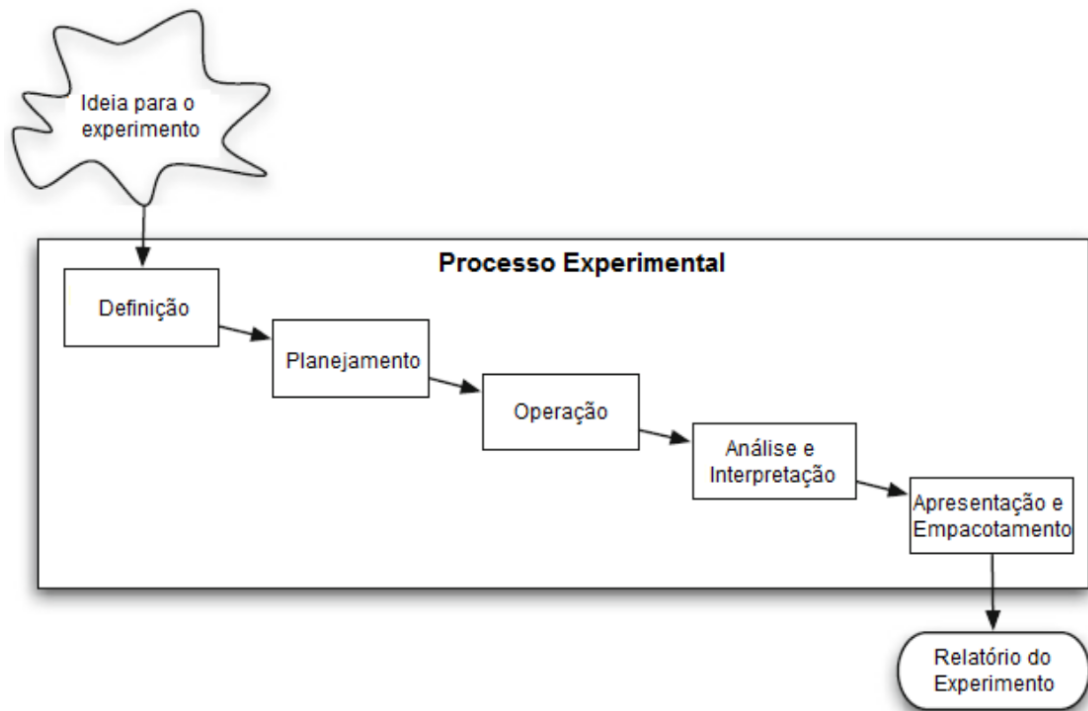 Ideia para o
experimento
Processo Experimental
Definição
Planejamento
Operação
Análise e
Interpretação
Apresentação e
Empacotamento
Relatório do
Experimento